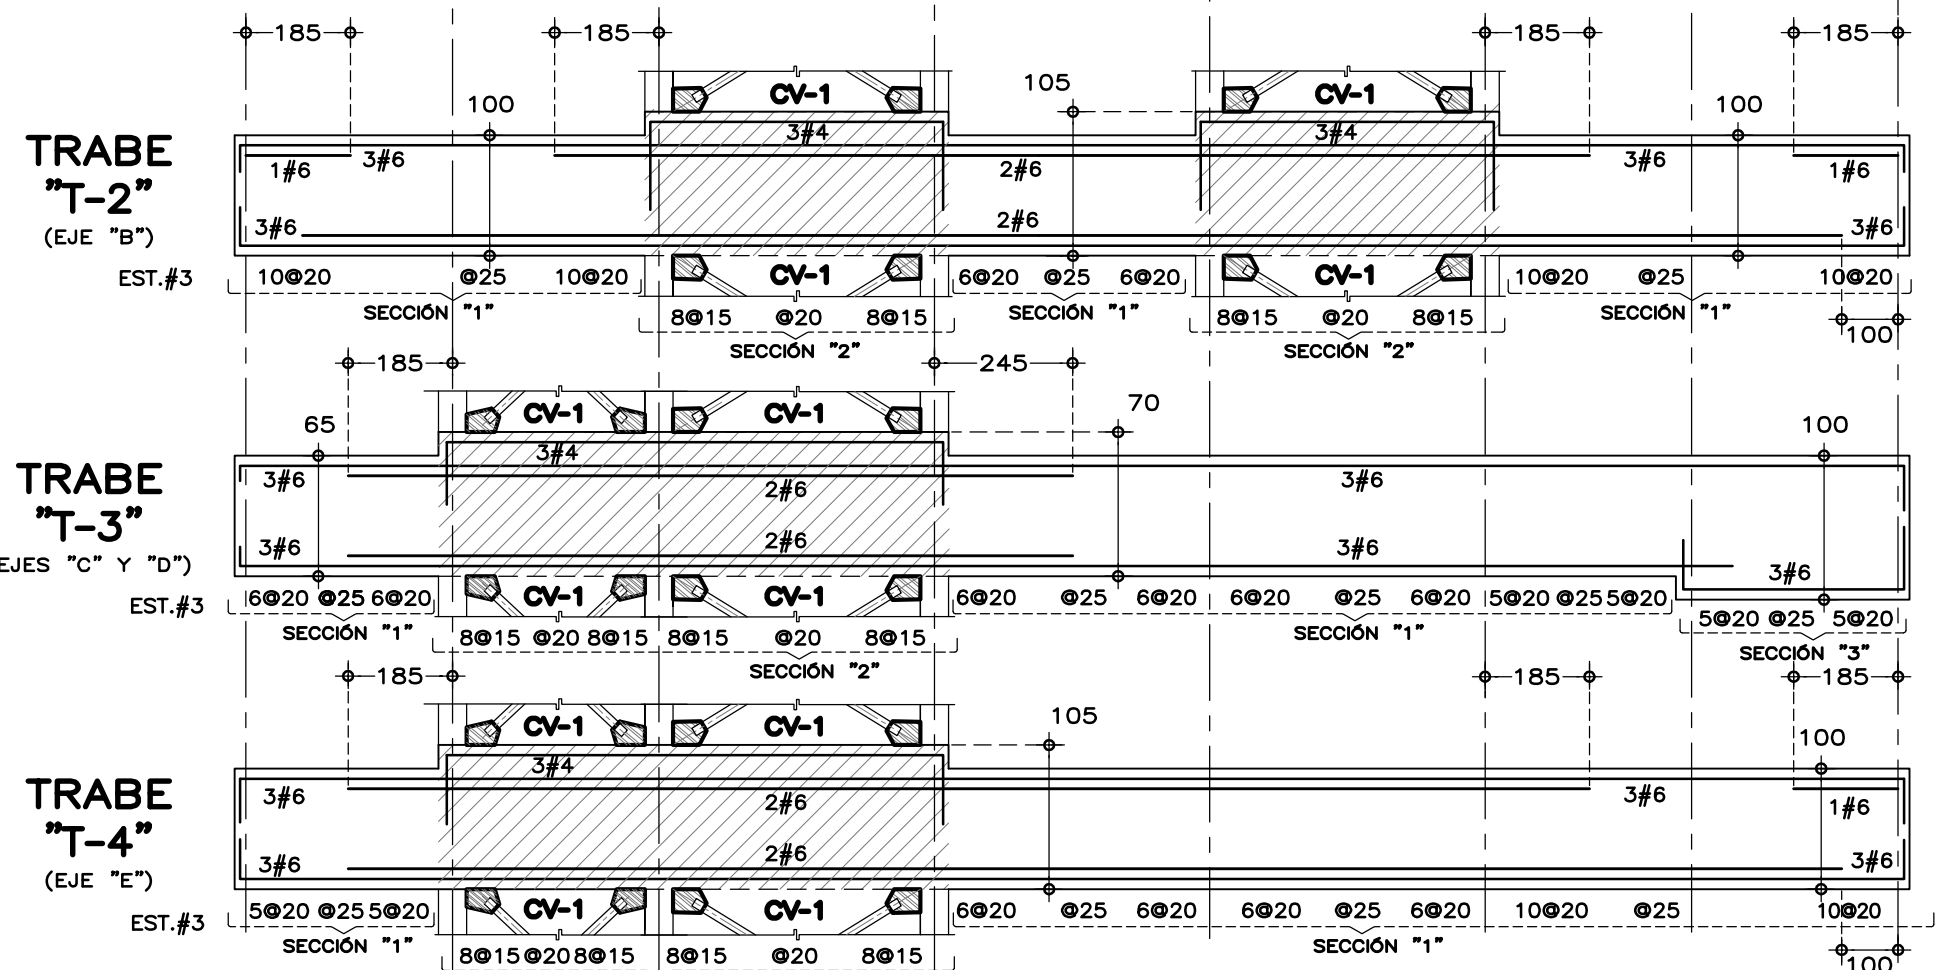 185 185 185 185
CV-1 105 CV-1
100 100
3#4 3#4
TRABE
"T-2"
(EJE "B")
1#6 3#6 2#6 3#6 1#6
3#6 2#6 3#6
EST.#3 10@20 @25 10@20 CV-1 6@20 @25 6@20 CV-1 10@20 @25 10@20
SECCIÓN "1" SECCIÓN "1" SECCIÓN "1"
8@15 @20 8@15 8@15 @20 8@15
100
SECCIÓN "2" SECCIÓN "2"
185 245
65 CV-1 CV-1 70 100
3#4
TRABE
"T-3"
EJES "C" Y "D")
3#6 2#6 3#6
3#6 2#6 3#6 3#6
EST.#3 6@20 @25 6@20 CV-1 CV-1 6@20 @25 6@20 6@20 @25 6@20 5@20 @25 5@20
5@20 @25 5@20
SECCIÓN "1" SECCIÓN "1"
8@15 @20 8@15 8@15 @20 8@15
SECCIÓN "3"
SECCIÓN "2"
185 185 185
CV-1 CV-1 105 100
3#4
TRABE
"T-4"
(EJE "E")
3#6 2#6 3#6 1#6
3#6 2#6 3#6
EST.#3 5@20 @25 5@20 CV-1 CV-1 6@20 @25 6@20 6@20 @25 6@20 10@20 @25 10@20
SECCIÓN "1" SECCIÓN "1"
8@15 @20 8@15 8@15 @20 8@15
100